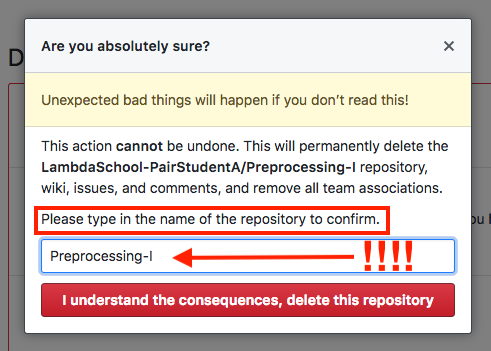 D
Are you absolutely sure?
×
Unexpected bad things will happen if you don’t read this!
This action cannot be undone. This will permanently delete the
LambdaSchool-PairStudentA/Preprocessing-I repository,
wiki, issues, and comments, and remove all team associations.
Please type in the name of the repository to confirm.
Preprocessing-I
!!!!
I understand the consequences, delete this repository